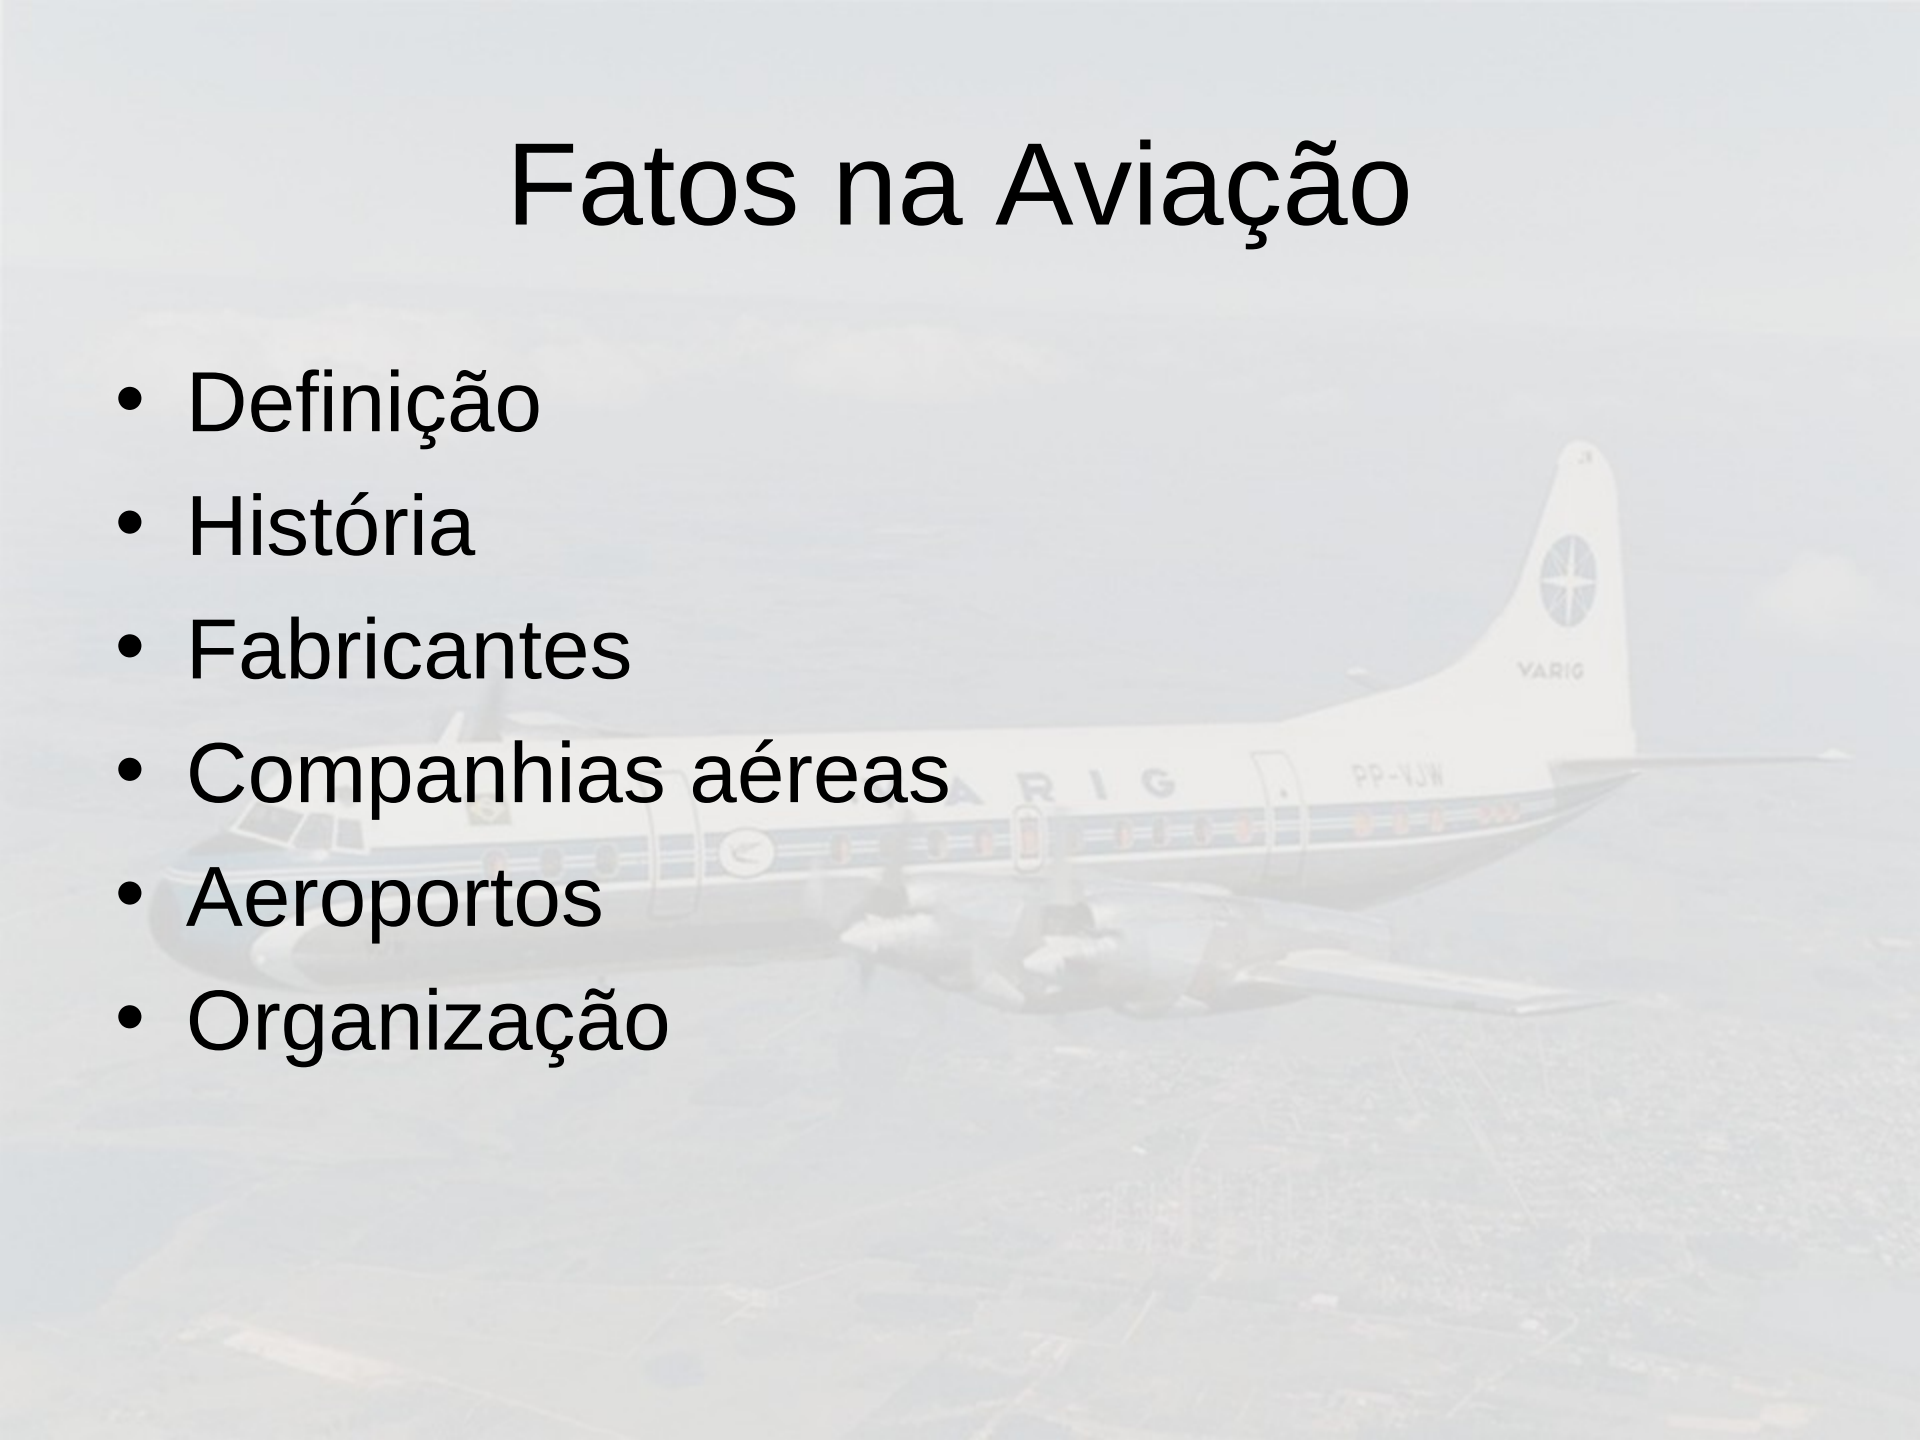 Fatos na Aviação
• Definição
• História
• Fabricantes
VARIG
• Companhias aéreas
VARIG
PP-VJW
• Aeroportos
• Organização